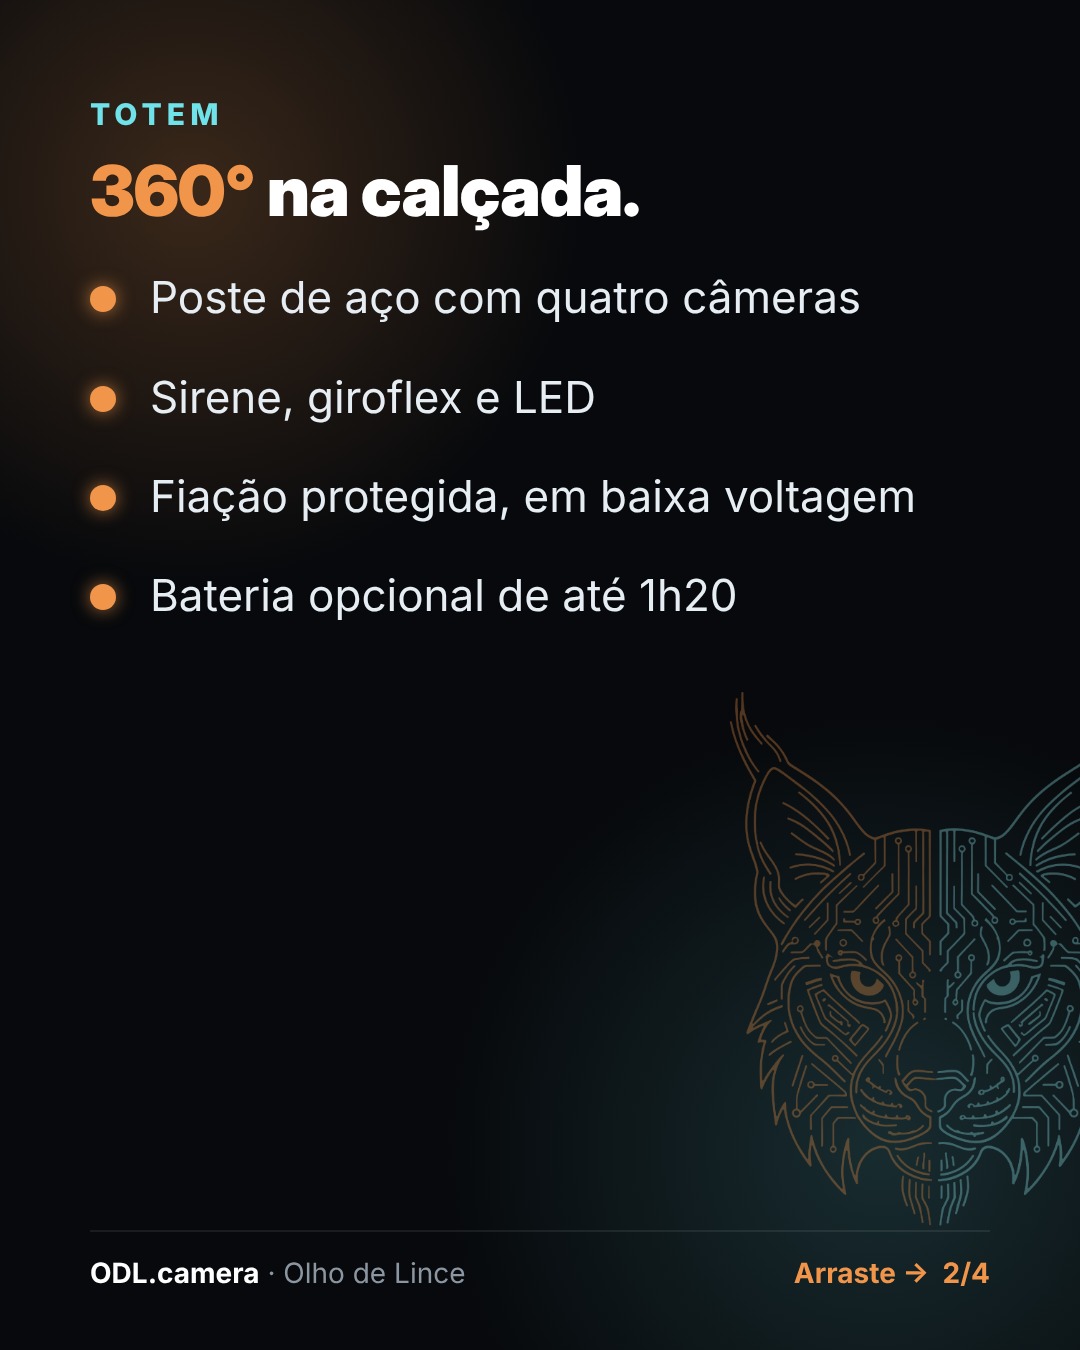 TOTEM
360° na calçada.
Poste de aço com quatro câmeras
Sirene, giroflex e LED
Fiação protegida, em baixa voltagem
Bateria opcional de até 1h20
ODL.camera · Olho de Lince
Arraste → 2/4